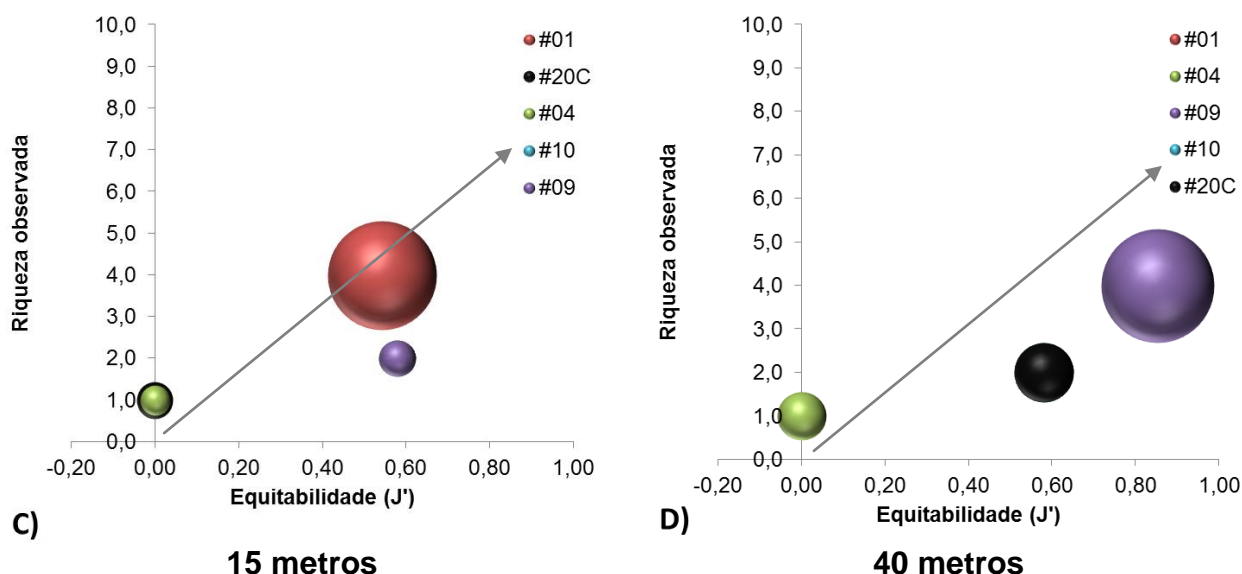 10,0
9,0
8,0
7,0
6,0
5,0
4,0
3,0
2,0
1,0
0,0
-0,20 0,00 0,20 0,40 0,60 0,80 1,00
Riqueza observada
Equitabilidade (J')
#01
#20C
#04
#10
#09
C)
15 metros
10,0
9,0
8,0
7,0
6,0
5,0
4,0
3,0
2,0
1,0
0,0
-0,20 0,00 0,20 0,40 0,60 0,80 1,00
Riqueza observada
Equitabilidade (J')
#01
#04
#09
#10
#20C
D)
40 metros